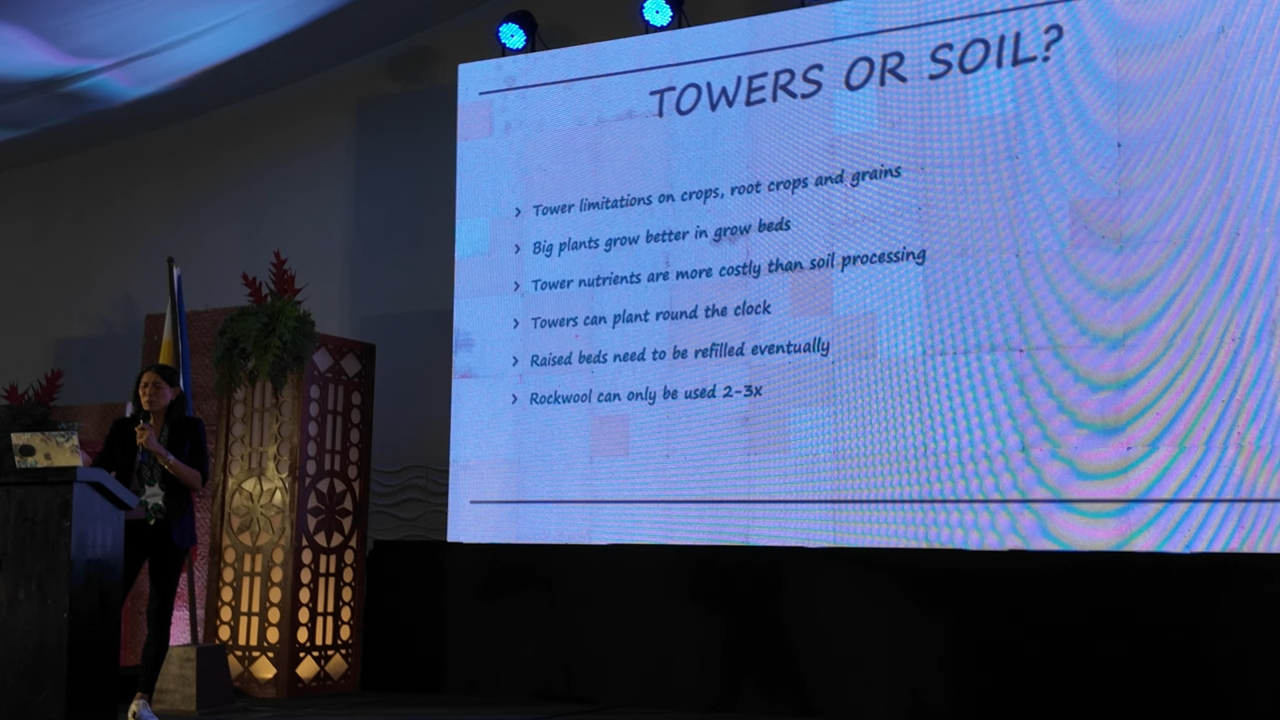 TOWERS OR SOIL?
› Tower limitations on crops, root crops and grains
› Big plants grow better in grow beds
› Tower nutrients are more costly than soil processing
› Towers can plant round the clock
› Raised beds need to be refilled eventually
› Rockwool can only be used 2-3x